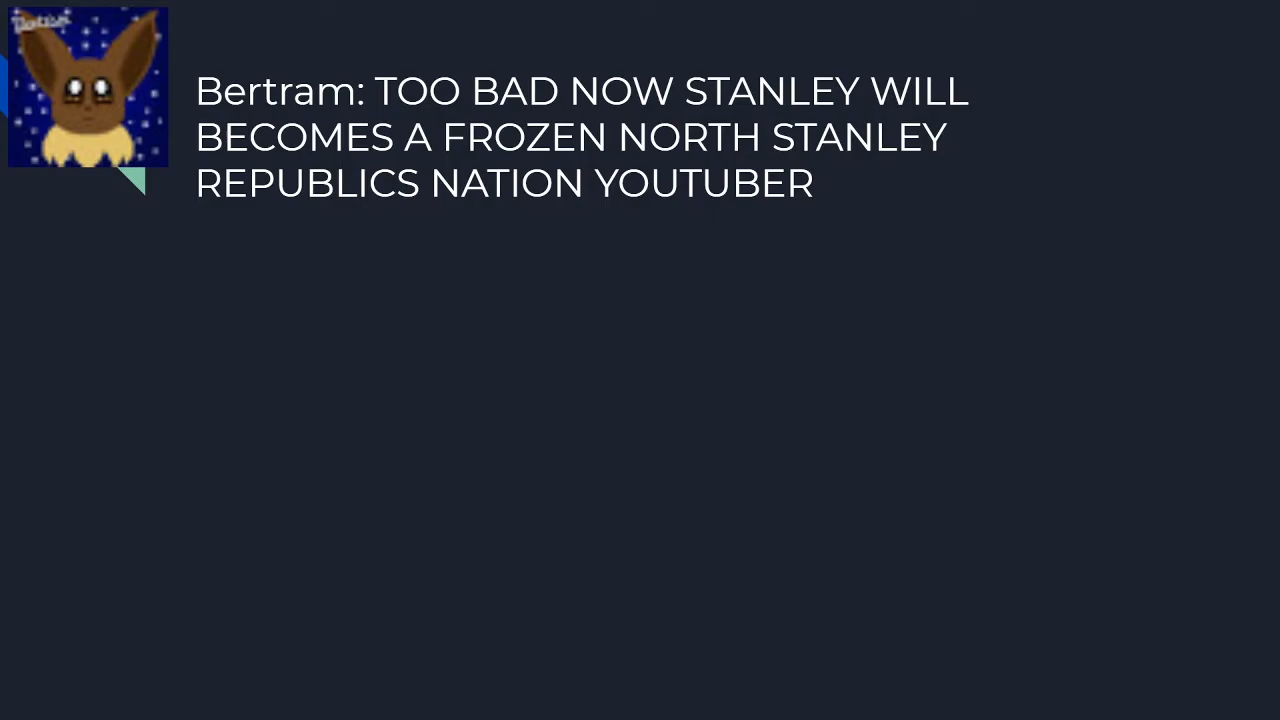 Bertram: TOO BAD NOW STANLEY WILL
BECOMES A FROZEN NORTH STANLEY
REPUBLICS NATION YOUTUBER